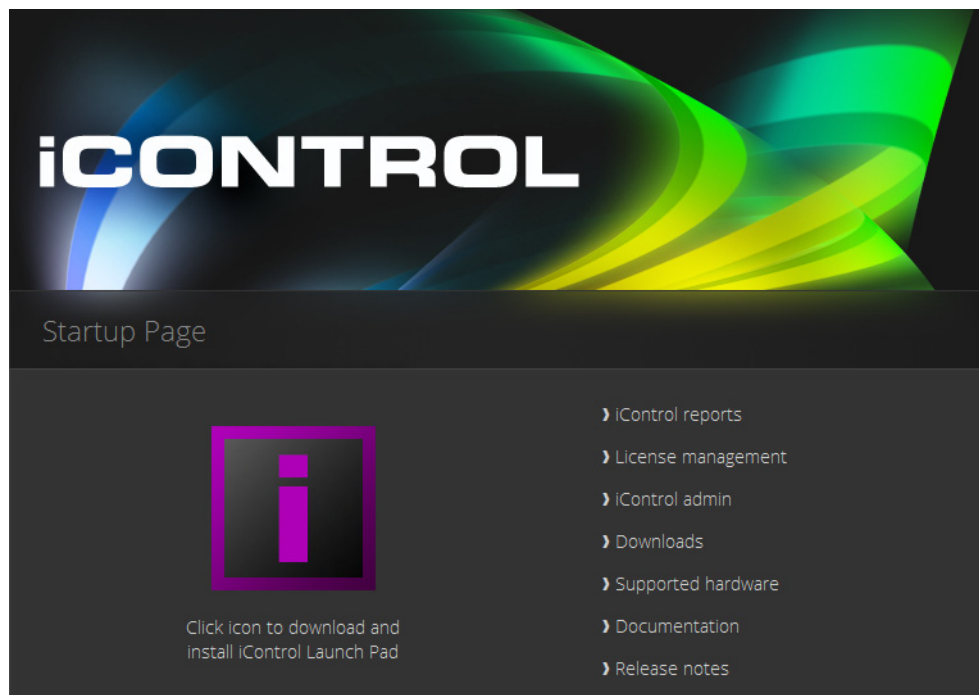 iCONTROL
Startup Page
Click icon to download and
install iControl Launch Pad
iControl reports
License management
iControl admin
Downloads
Supported hardware
Documentation
Release notes